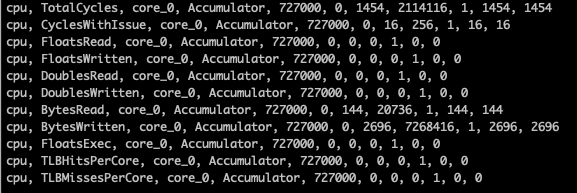 cpu, TotalCycles, core_0, Accumulator, 727000, 0, 1454, 2114116, 1, 1454, 1454
cpu, CyclesWithIssue, core_0, Accumulator, 727000, 0, 16, 256, 1, 16, 16
cpu, FloatsRead, core_0, Accumulator, 727000, 0, 0, 0, 1, 0, 0
cpu, FloatsWritten, core_0, Accumulator, 727000, 0, 0, 0, 1, 0, 0
cpu, DoublesRead, core_0, Accumulator, 727000, 0, 0, 0, 1, 0, 0
cpu, DoublesWritten, core_0, Accumulator, 727000, 0, 0, 0, 1, 0, 0
cpu, BytesRead, core_0, Accumulator, 727000, 0, 144, 20736, 1, 144, 144
cpu, BytesWritten, core_0, Accumulator, 727000, 0, 2696, 7268416, 1, 2696, 2696
cpu, FloatsExec, core_0, Accumulator, 727000, 0, 0, 0, 1, 0, 0
cpu, TLBHitsPerCore, core_0, Accumulator, 727000, 0, 0, 0, 1, 0, 0
cpu, TLBMissesPerCore, core_0, Accumulator, 727000, 0, 0, 0, 1, 0, 0